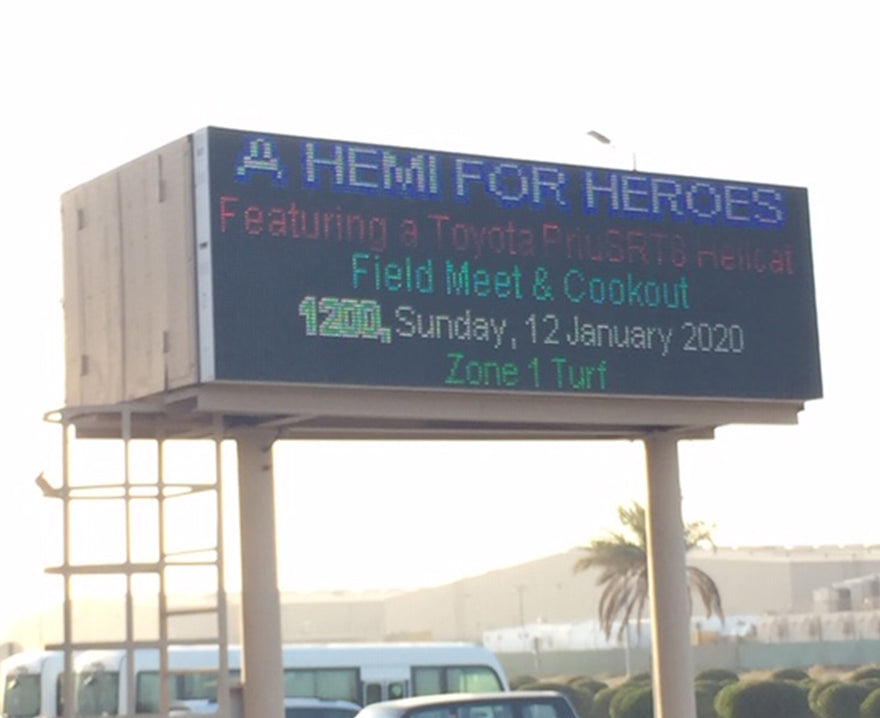 A HEMI FOR HEROES
Featuring a Toyota PriuSRT8 Hellcat
Field Meet & Cookout
1200, Sunday, 12 January 2020
Zone 1 Turf